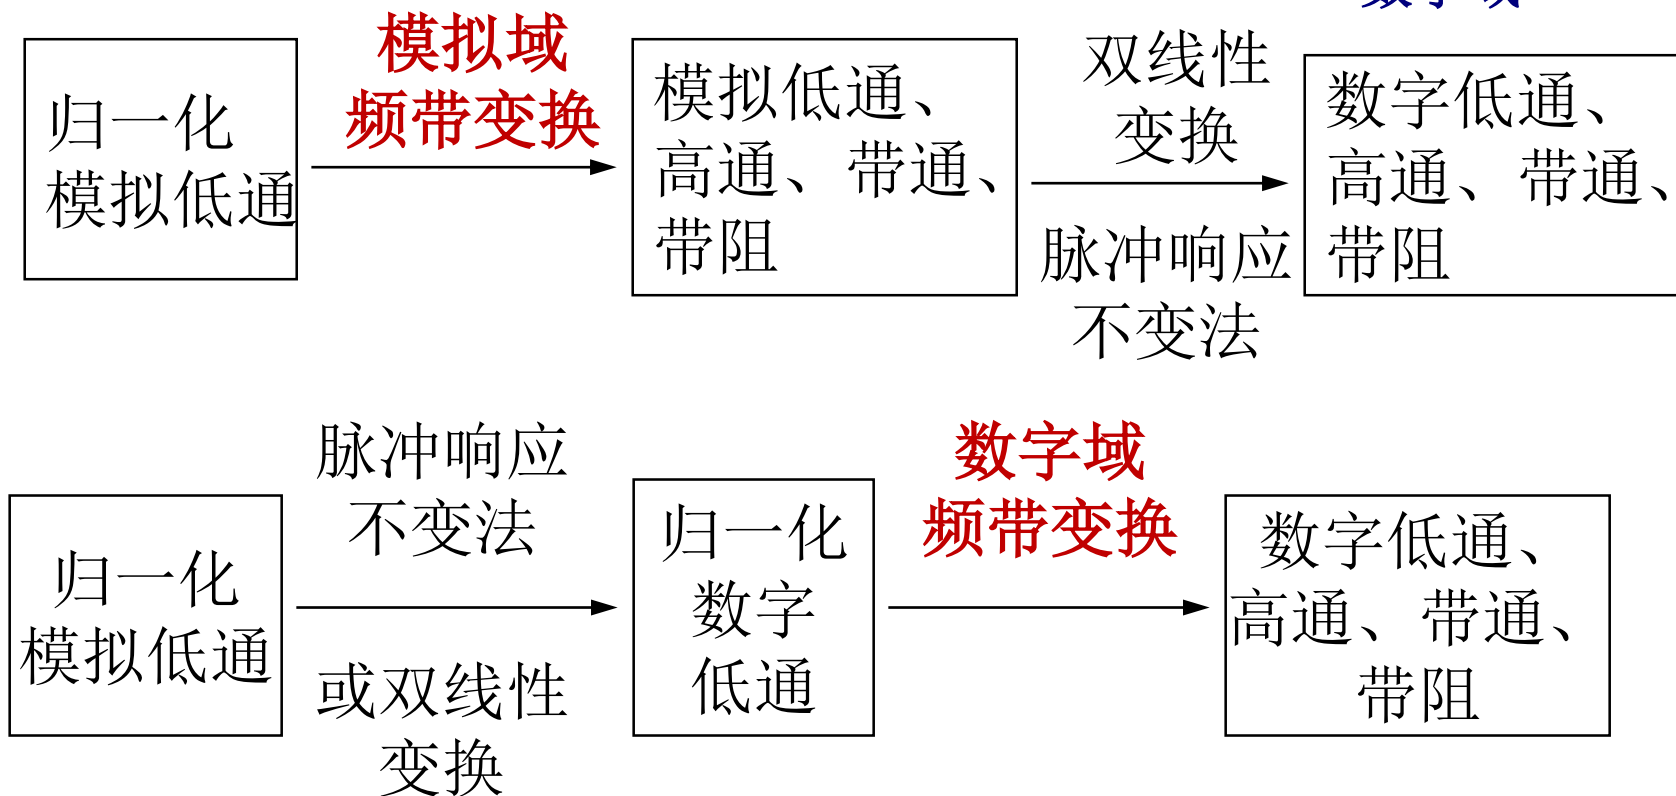 归一化
模拟低通
模拟域
频带变换
模拟低通、
高通、带通、
带阻
双线性
变换
脉冲响应
不变法
数字低通、
高通、带通、
带阻
归一化
模拟低通
脉冲响应
不变法
或双线性
变换
归一化
数字
低通
数字域
频带变换
数字低通、
高通、带通、
带阻